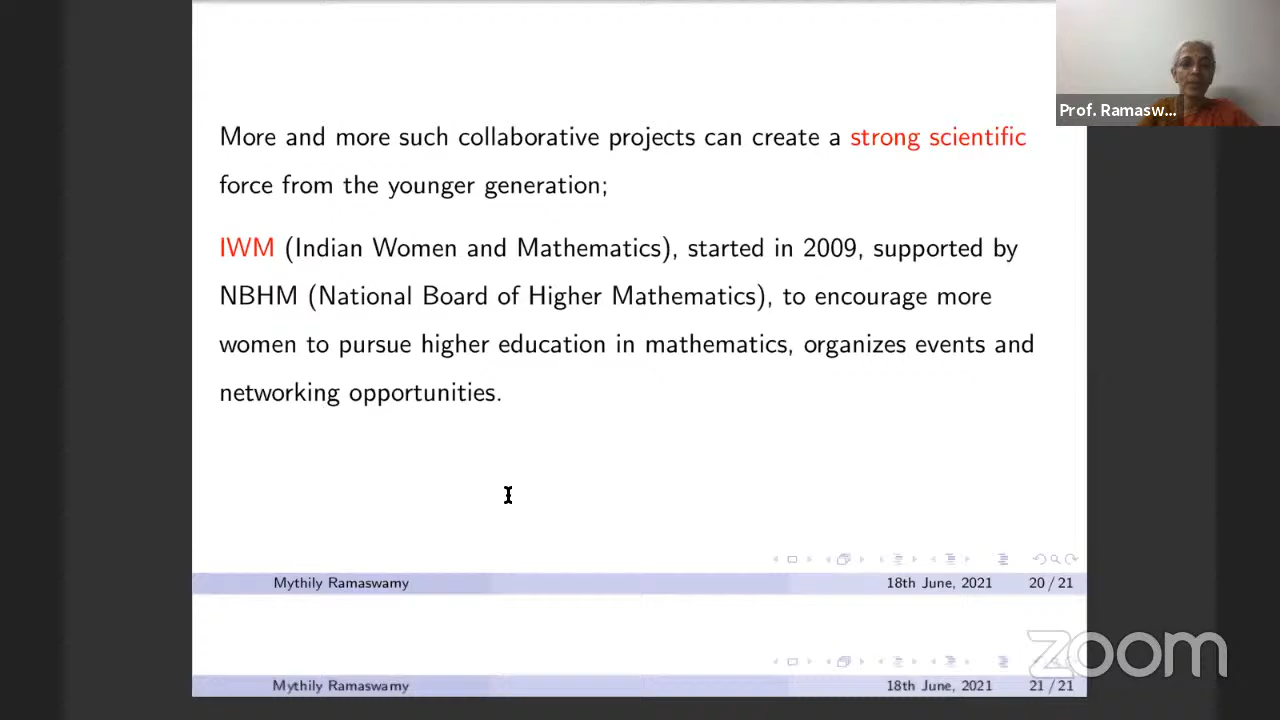 More and more such collaborative projects can create a strong scientific
force from the younger generation;
IWM (Indian Women and Mathematics), started in 2009, supported by
NBHM (National Board of Higher Mathematics), to encourage more
women to pursue higher education in mathematics, organizes events and
networking opportunities.
Mythily Ramaswamy 18th June, 2021 20 / 21
Mythily Ramaswamy 18th June, 2021 21 / 21
Prof. Ramasw...
zoom